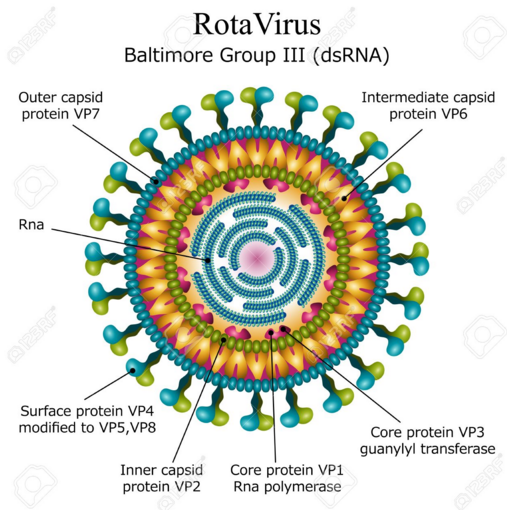 RotaVirus
Baltimore Group III (dsRNA)
Outer capsid
protein VP7
Intermediate capsid
protein VP6
Rna
Surface protein VP4
modified to VP5,VP8
Inner capsid
protein VP2
Core protein VP1
Rna polymerase
Core protein VP3
guanylyl transferase